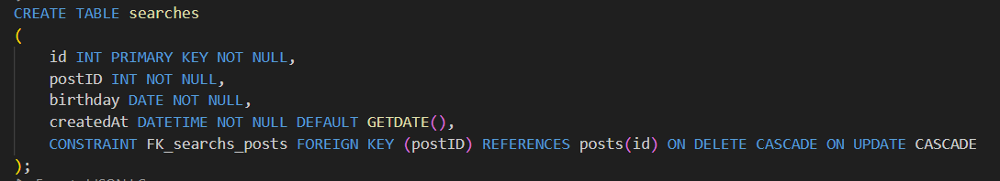 CREATE TABLE searches
(
id INT PRIMARY KEY NOT NULL,
postID INT NOT NULL,
birthday DATE NOT NULL,
createdAt DATETIME NOT NULL DEFAULT GETDATE(),
CONSTRAINT FK_searchs_posts FOREIGN KEY (postID) REFERENCES posts(id) ON DELETE CASCADE ON UPDATE CASCADE
);